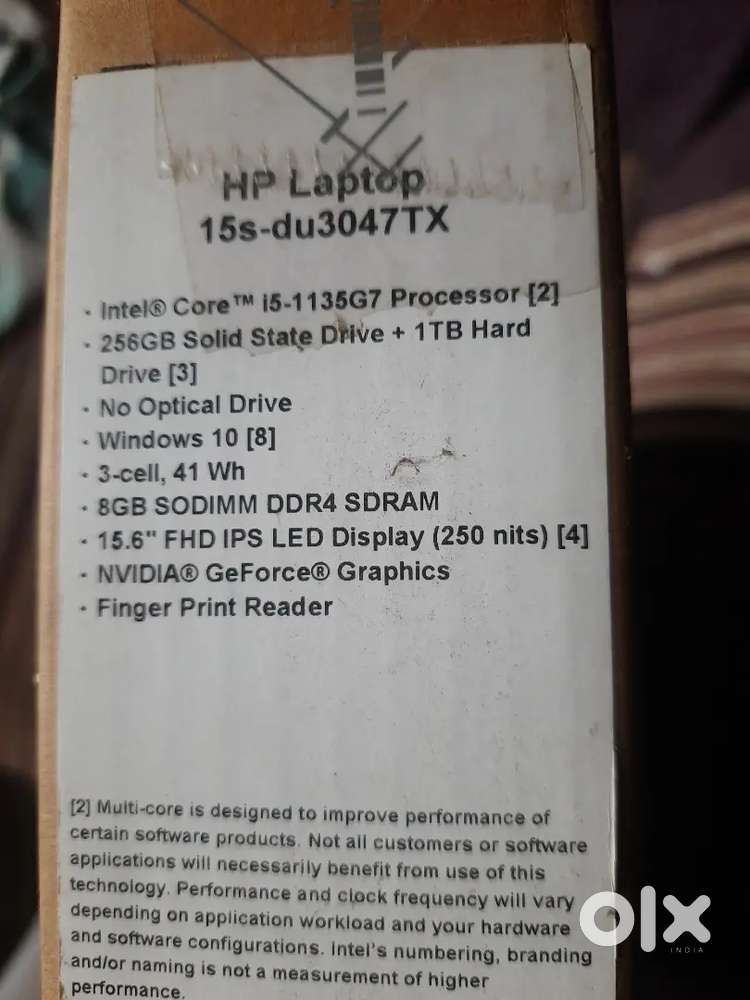 HP Laptop
15s-du3047TX
· Intel® Core™ i5-1135G7 Processor [2]
· 256GB Solid State Drive + 1TB Hard
Drive [3]
· No Optical Drive
· Windows 10 [8]
· 3-cell, 41 Wh
· 8GB SODIMM DDR4 SDRAM
· 15.6" FHD IPS LED Display (250 nits) [4]
· NVIDIA® GeForce® Graphics
· Finger Print Reader
[2] Multi-core is designed to improve performance of
certain software products. Not all customers or software
applications will necessarily benefit from use of this
technology. Performance and clock frequency will vary
depending on application workload and your hardware
and software configurations. Intel's numbering, branding
and/or naming is not a measurement of higher
performance.
olx
INDIA